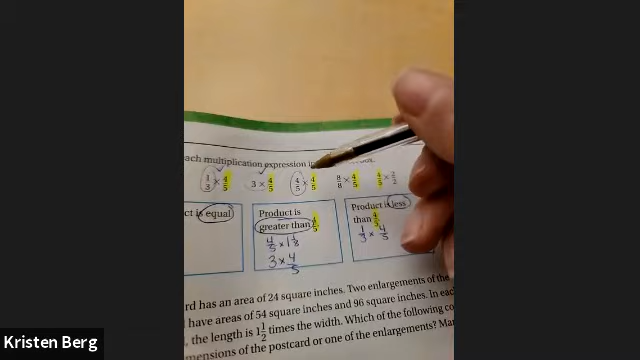 each multiplication expression in
1/3 × 4/5 3 × 4/5 4/5 × 4/5 8/8 × 4/5 4/5 × 2/2
ct is equal
Product is
greater than 4/5.
4/5 × 1 1/8
3 × 4/5
Product is less
than 4/5.
1/3 × 4/5
rd has an area of 24 square inches. Two enlargements of the
have areas of 54 square inches and 96 square inches. In each
, the length is 1 1/2 times the width. Which of the following co
mensions of the postcard or one of the enlargements? Mar
Kristen Berg